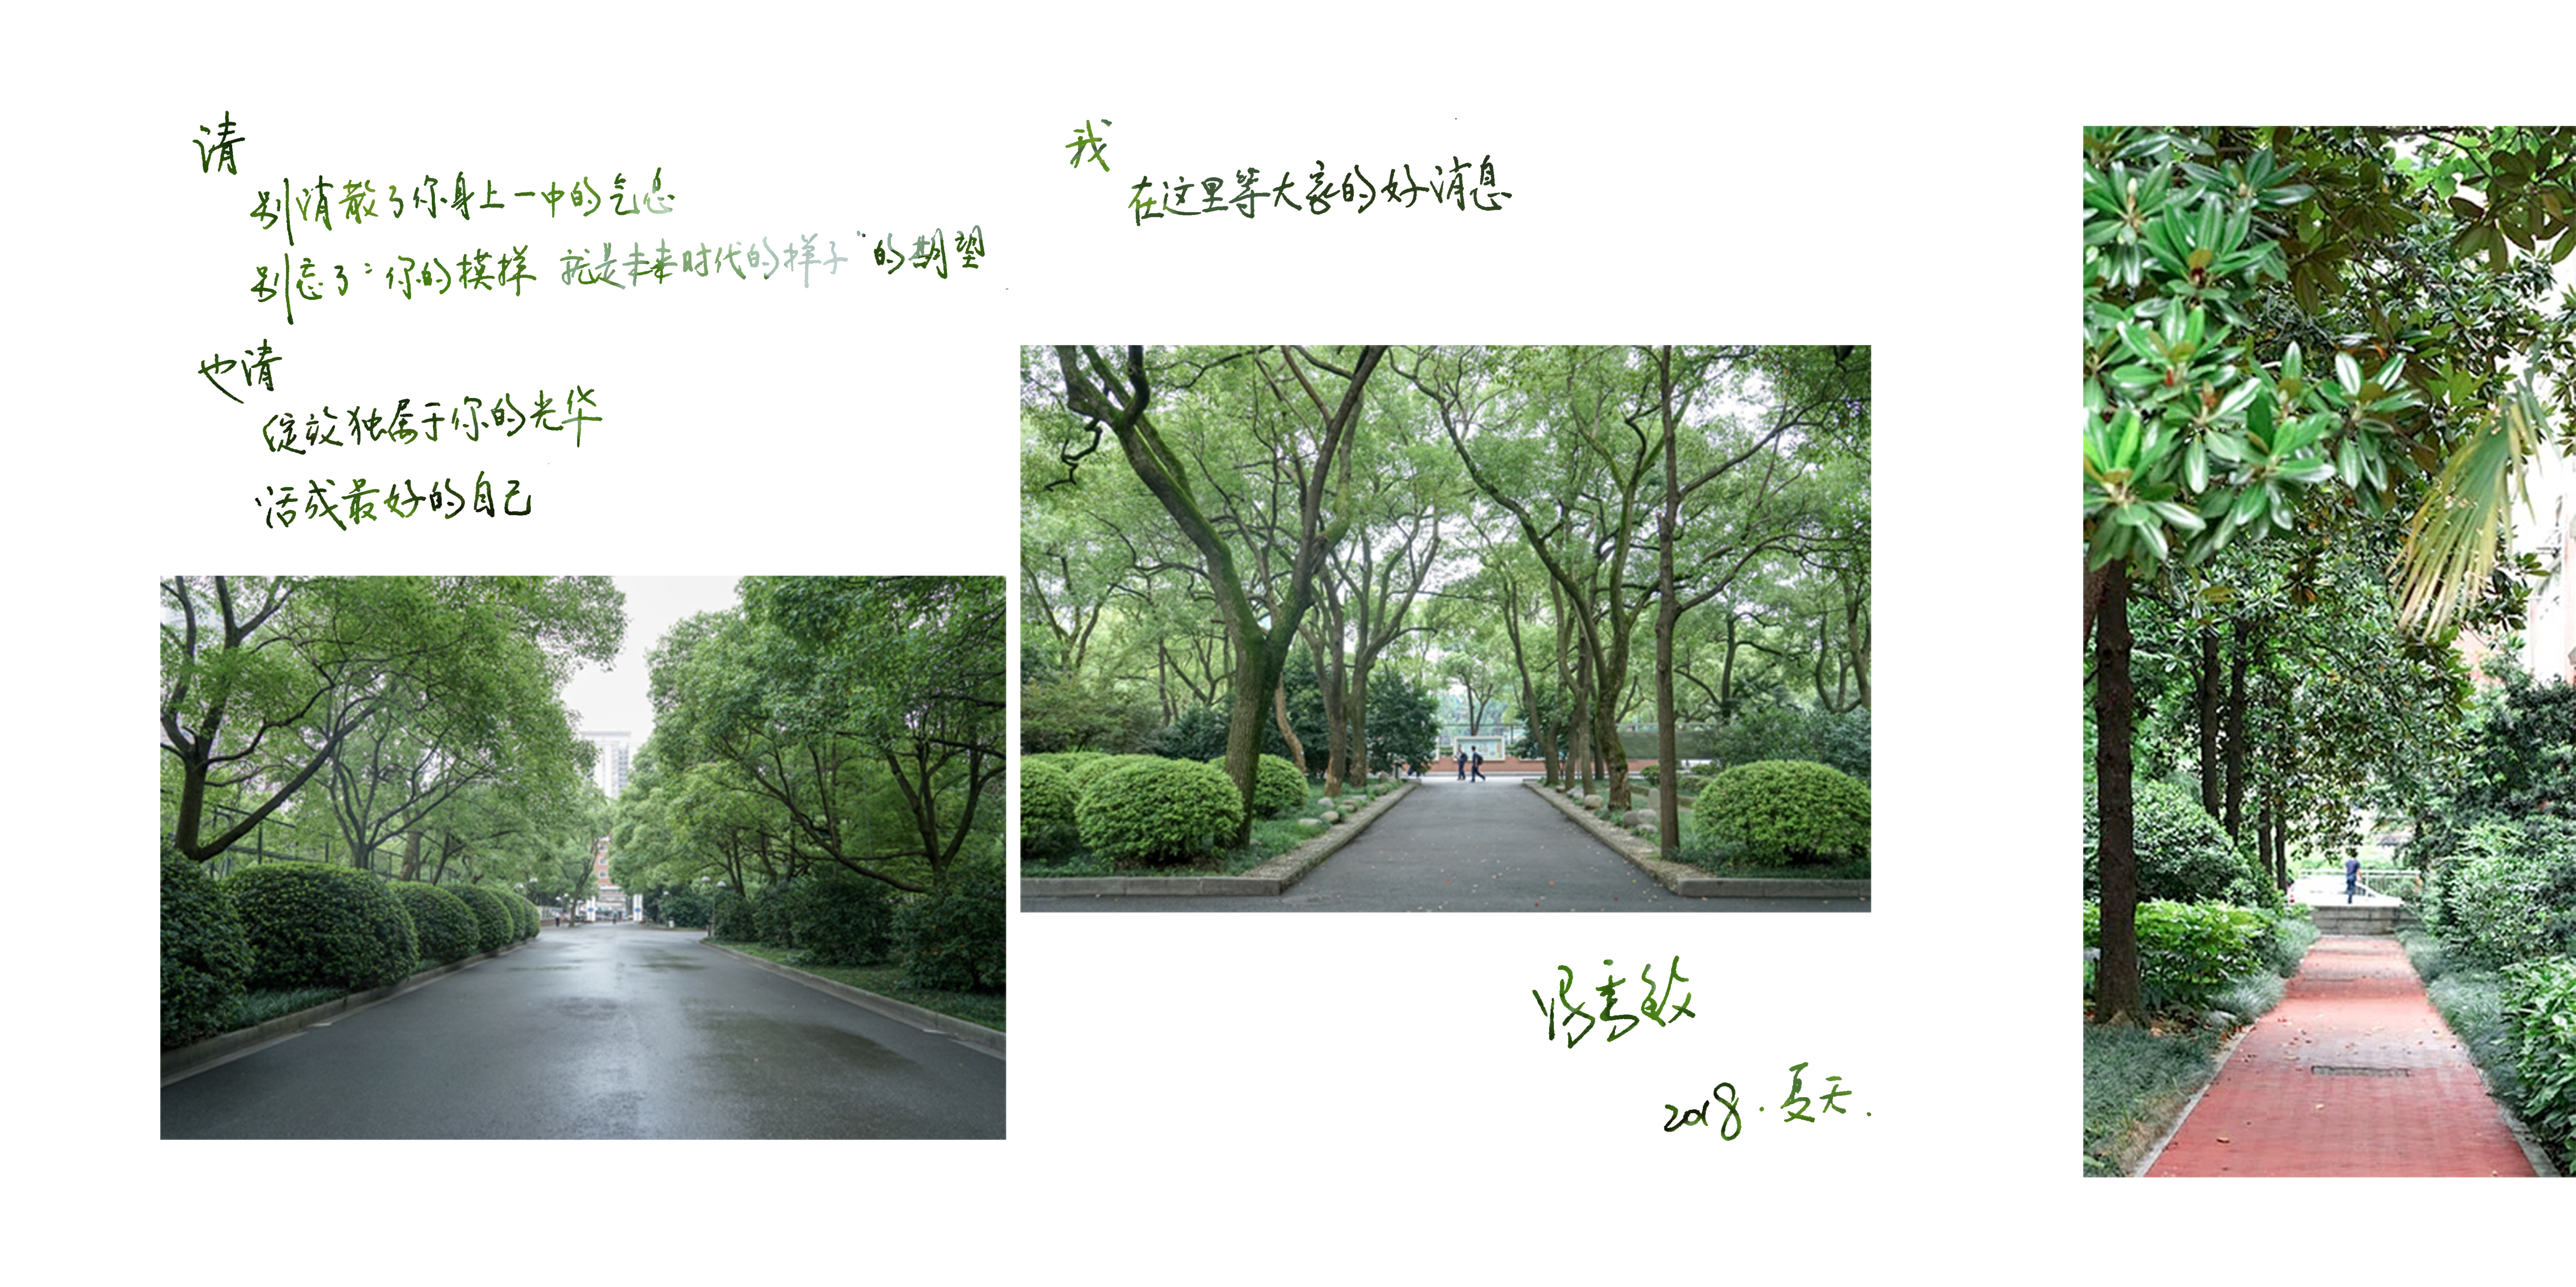 请
别消散了你身上一中的气息
别忘了"你的模样 就是未来时代的样子"的期望
也请
绽放独属于你的光华
活成最好的自己
我
在这里等大家的好消息
2018.夏天.